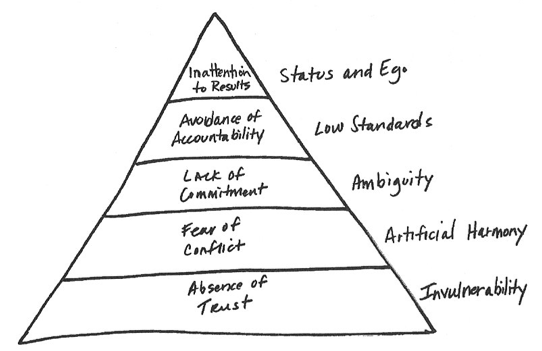 Inattention
to Results
Status and Ego
Avoidance of
Accountability
Low Standards
Lack of
Commitment
Ambiguity
Fear of
Conflict
Artificial Harmony
Absence of
Trust
Invulnerability